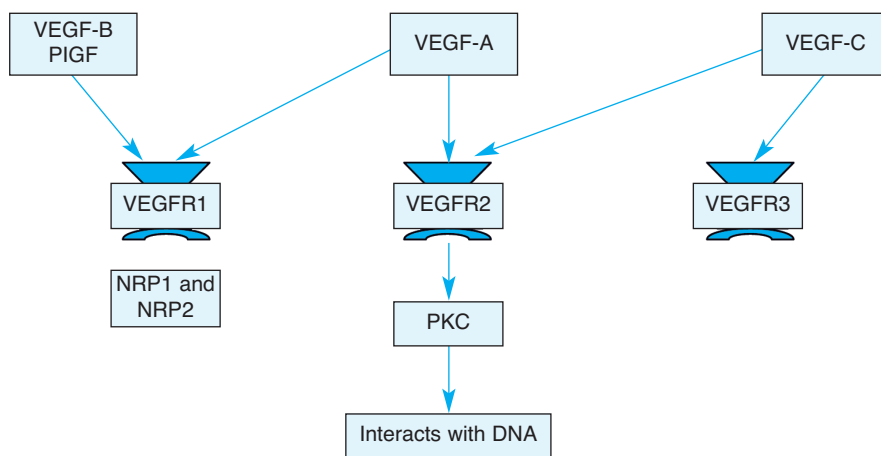 VEGF-B
PIGF
VEGF-A
VEGF-C
VEGFR1
VEGFR2
VEGFR3
NRP1 and
NRP2
PKC
Interacts with DNA